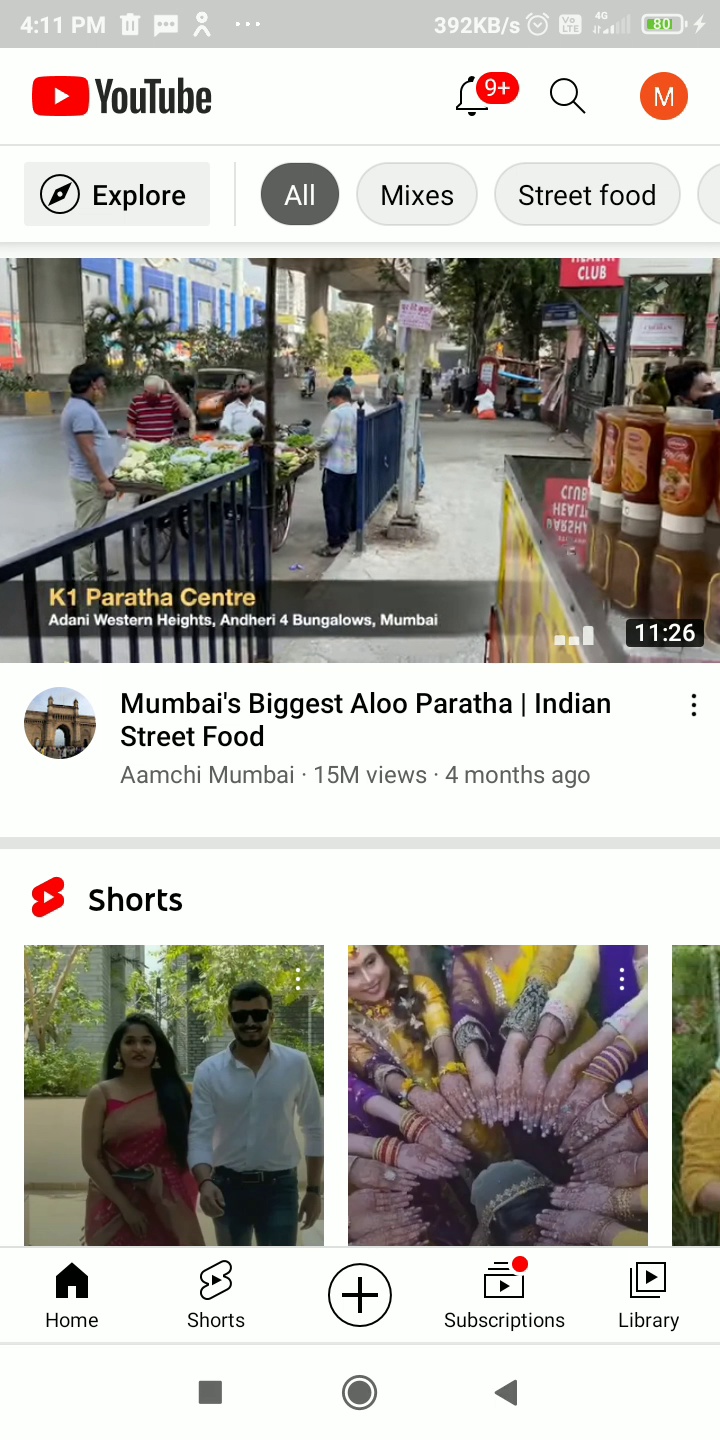 4:11 PM
392KB/s
Vo LTE
4G
80
YouTube
9+
M
Explore
All
Mixes
Street food
HEALTH
CLUB
K1 Paratha Centre
Adani Western Heights, Andheri 4 Bungalows, Mumbai
11:26
Mumbai's Biggest Aloo Paratha | Indian
Street Food
Aamchi Mumbai · 15M views · 4 months ago
Shorts
Home
Shorts
Subscriptions
Library